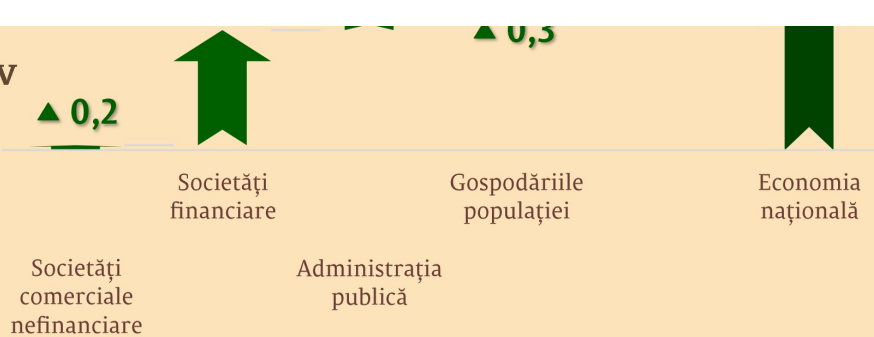 ▲ 0,3
v
▲ 0,2
Societăți
financiare
Gospodăriile
populației
Economia
națională
Societăți
comerciale
nefinanciare
Administrația
publică